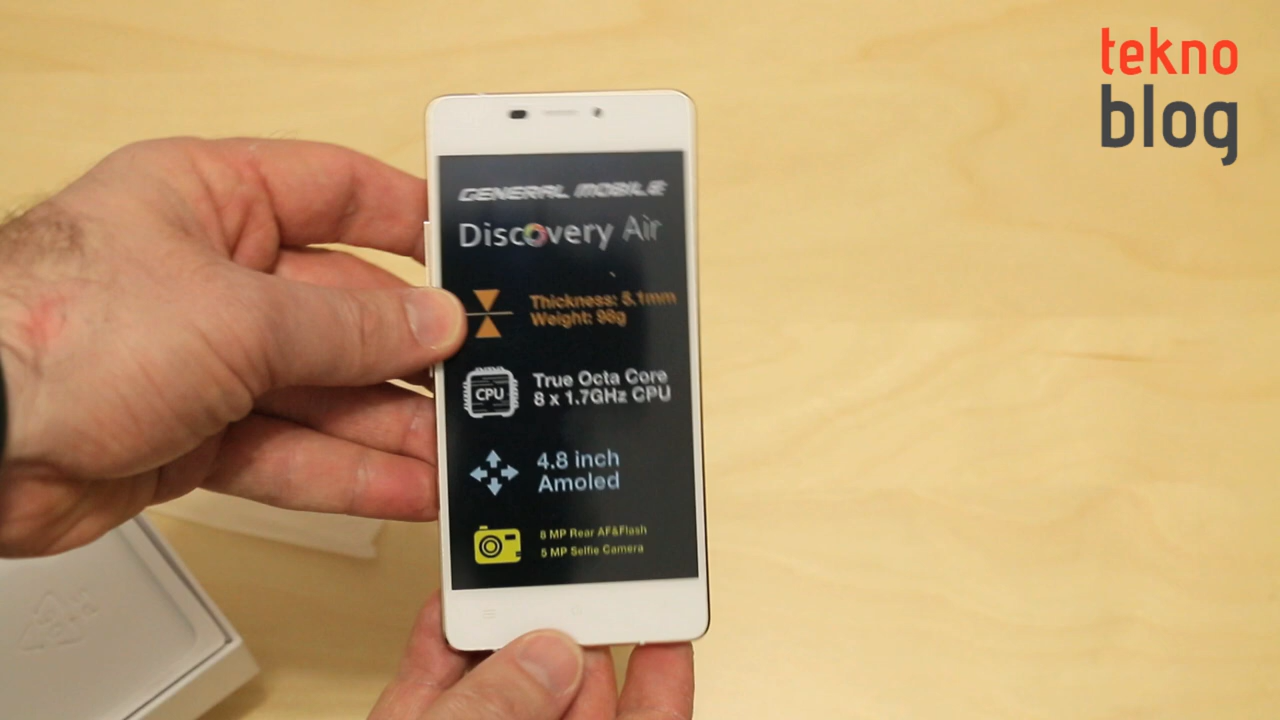 tekno
blog
GENERAL MOBILE
Discovery Air
Thickness: 5.1mm
Weight: 98g
CPU
True Octa Core
8 x 1.7GHz CPU
4.8 inch
Amoled
8 MP Rear AF&Flash
5 MP Selfie Camera